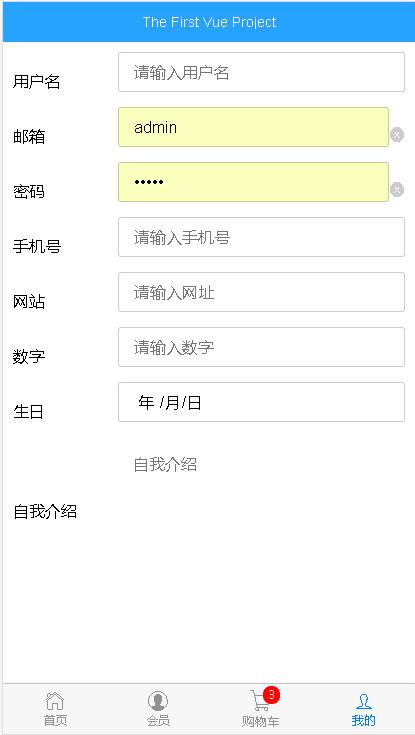 The First Vue Project
用户名 请输入用户名
邮箱 admin x
密码 ••••• x
手机号 请输入手机号
网站 请输入网址
数字 请输入数字
生日 年 /月/日
自我介绍
自我介绍
3
首页 会员 购物车 我的